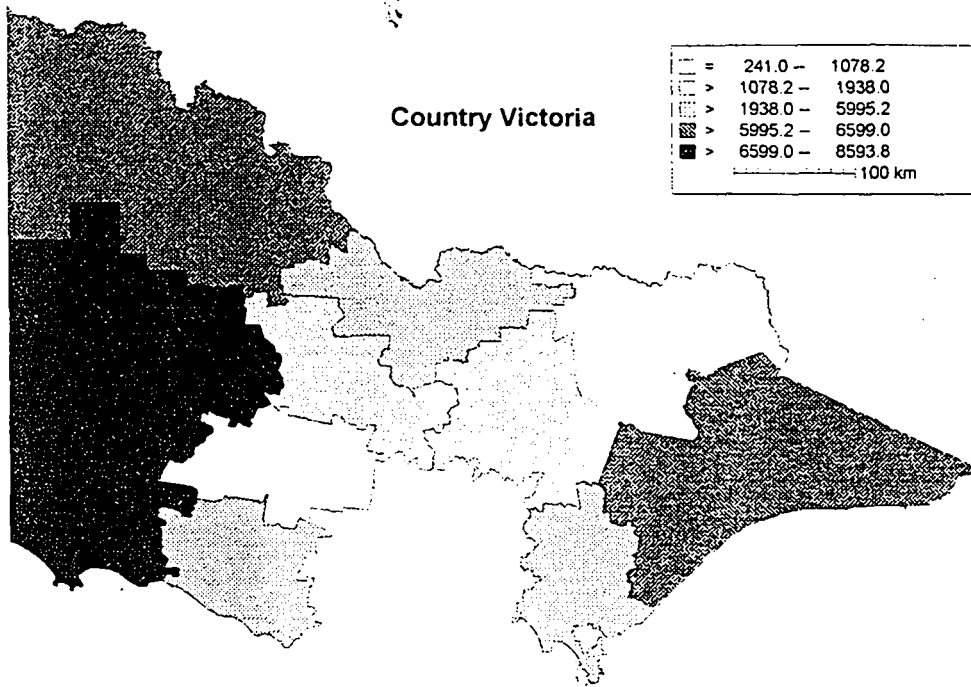 Country Victoria
= 241.0 – 1078.2
> 1078.2 – 1938.0
> 1938.0 – 5995.2
> 5995.2 – 6599.0
> 6599.0 – 8593.8
100 km